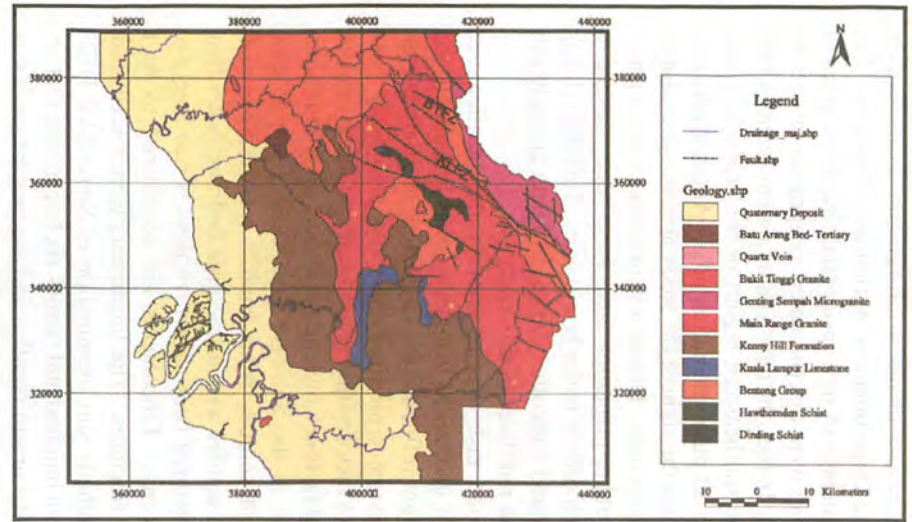 360000 380000 400000 420000 440000
N
380000 380000
BTFZ
KLFZ
360000 360000
340000 340000
320000 320000
360000 380000 400000 420000 440000
Legend
Drainage_maj.shp
Fault.shp
Geology.shp
Quaternary Deposit
Batu Arang Bed- Tertiary
Quartz Vein
Bukit Tinggi Granite
Genting Sempah Microgranite
Main Range Granite
Kenny Hill Formation
Kuala Lumpur Limestone
Bentong Group
Hawthornden Schist
Dinding Schist
10 0 10 Kilometers